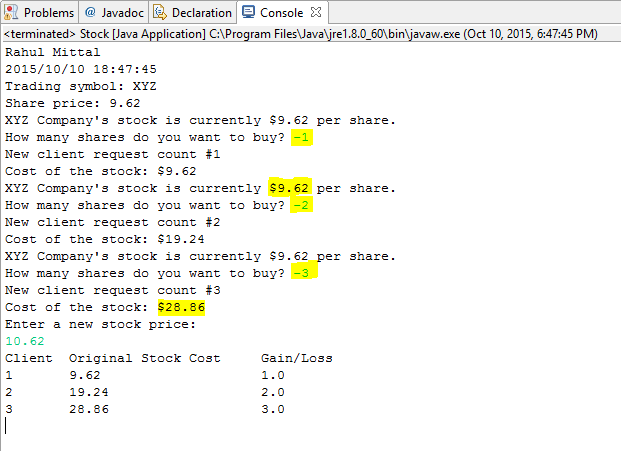 Problems @ Javadoc Declaration Console
<terminated> Stock [Java Application] C:\Program Files\Java\jre1.8.0_60\bin\javaw.exe (Oct 10, 2015, 6:47:45 PM)
Rahul Mittal
2015/10/10 18:47:45
Trading symbol: XYZ
Share price: 9.62
XYZ Company's stock is currently $9.62 per share.
How many shares do you want to buy? -1
New client request count #1
Cost of the stock: $9.62
XYZ Company's stock is currently $9.62 per share.
How many shares do you want to buy? -2
New client request count #2
Cost of the stock: $19.24
XYZ Company's stock is currently $9.62 per share.
How many shares do you want to buy? -3
New client request count #3
Cost of the stock: $28.86
Enter a new stock price:
10.62
Client Original Stock Cost Gain/Loss
1 9.62 1.0
2 19.24 2.0
3 28.86 3.0